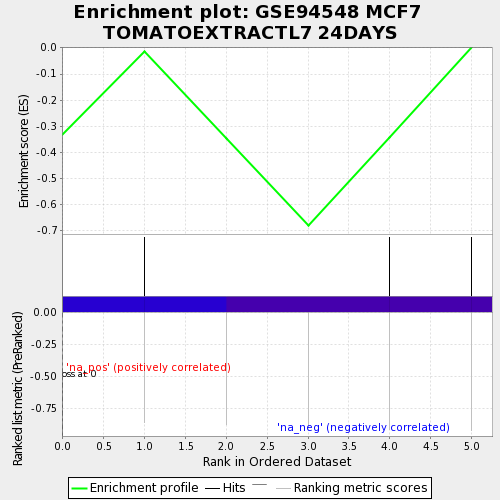 Enrichment plot: GSE94548 MCF7
TOMATOEXTRACTL7 24DAYS
Enrichment score (ES)
0.0
-0.1
-0.2
-0.3
-0.4
-0.5
-0.6
-0.7
Ranked list metric (PreRanked)
0.00
-0.25
-0.50
-0.75
'na_pos' (positively correlated)
'na_neg' (negatively correlated)
0.0 0.5 1.0 1.5 2.0 2.5 3.0 3.5 4.0 4.5 5.0
Rank in Ordered Dataset
Enrichment profile Hits Ranking metric scores